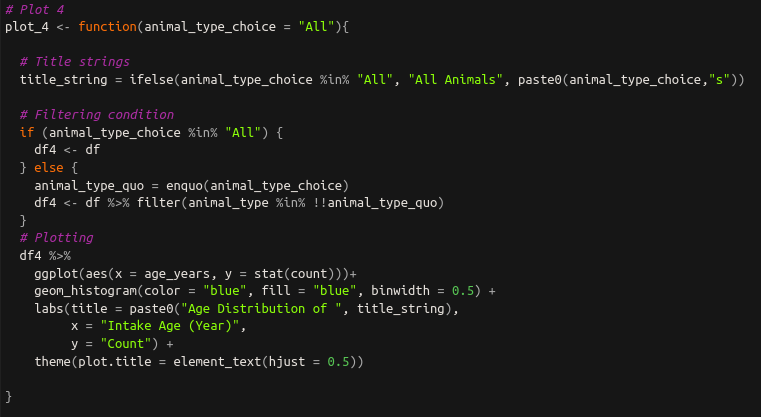 # Plot 4
plot_4 <- function(animal_type_choice = "All"){
# Title strings
title_string = ifelse(animal_type_choice %in% "All", "All Animals", paste0(animal_type_choice,"s"))
# Filtering condition
if (animal_type_choice %in% "All") {
df4 <- df
} else {
animal_type_quo = enquo(animal_type_choice)
df4 <- df %>% filter(animal_type %in% !!animal_type_quo)
}
# Plotting
df4 %>%
ggplot(aes(x = age_years, y = stat(count)))+
geom_histogram(color = "blue", fill = "blue", binwidth = 0.5) +
labs(title = paste0("Age Distribution of ", title_string),
x = "Intake Age (Year)",
y = "Count") +
theme(plot.title = element_text(hjust = 0.5))
}